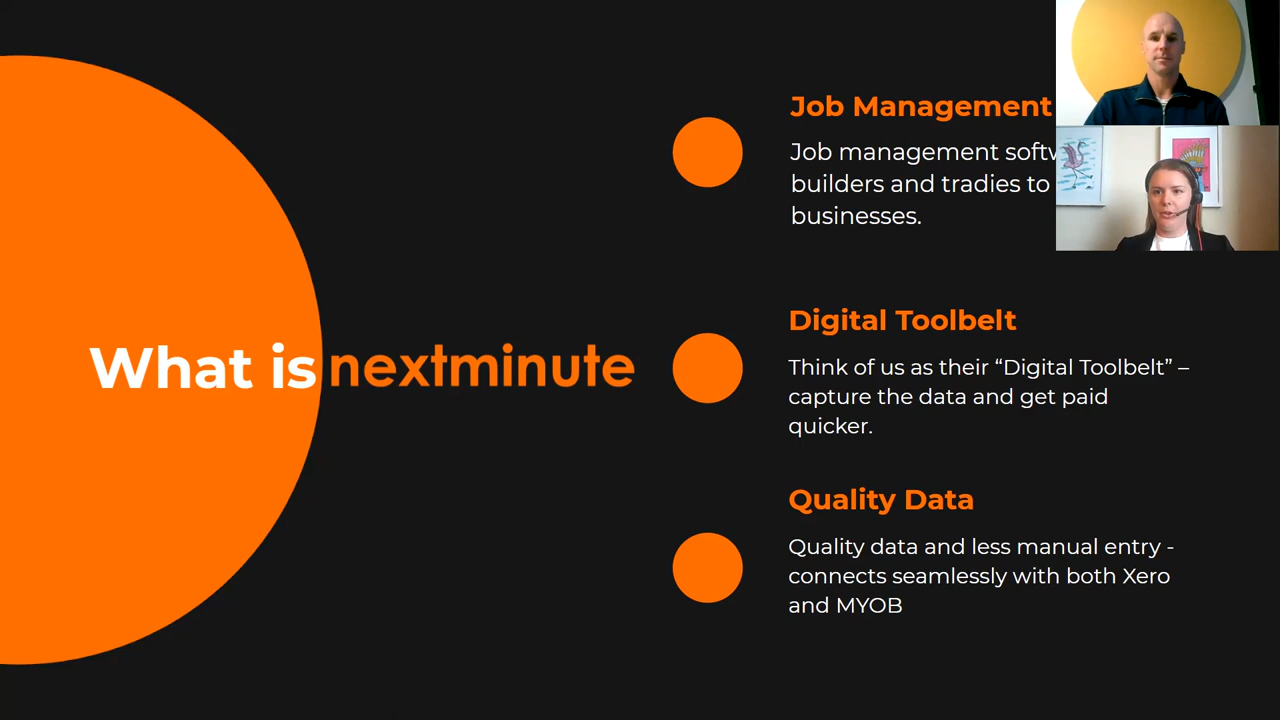 What is nextminute
Job Management
Job management
builders and tradies to
businesses.
Digital Toolbelt
Think of us as their “Digital Toolbelt” –
capture the data and get paid
quicker.
Quality Data
Quality data and less manual entry -
connects seamlessly with both Xero
and MYOB